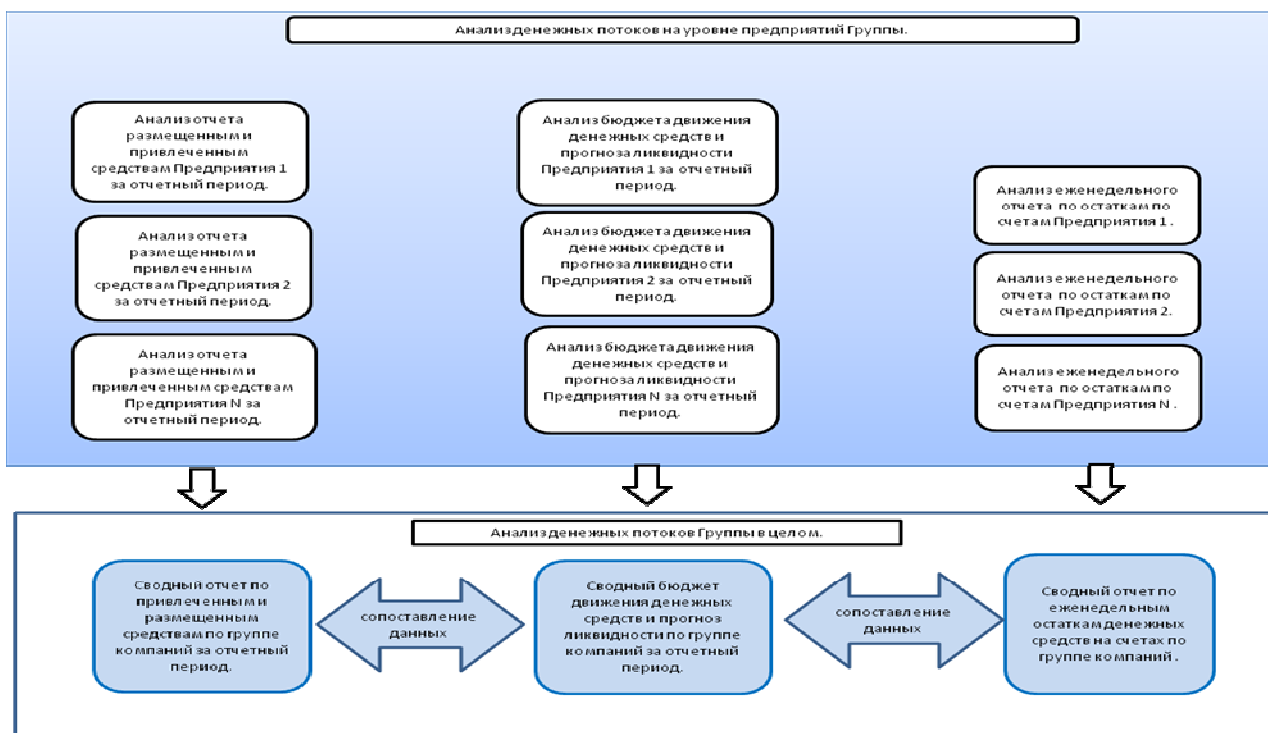 Анализ денежных потоков на уровне предприятий Группы.
Анализ отчета
размещенным и
привлеченным
средствам Предприятия 1
за отчетный период.
Анализ отчета
размещенным и
привлеченным
средствам Предприятия 2
за отчетный период.
Анализ отчета
размещенным и
привлеченным средствам
Предприятия N за
отчетный период.
Анализ бюджета движения
денежных средств и
прогноза ликвидности
Предприятия 1 за отчетный
период.
Анализ бюджета движения
денежных средств и
прогноза ликвидности
Предприятия 2 за отчетный
период.
Анализ бюджета движения
денежных средств и
прогноза ликвидности
Предприятия N за отчетный
период.
Анализ еженедельного
отчета по остаткам по
счетам Предприятия 1 .
Анализ еженедельного
отчета по остаткам по
счетам Предприятия 2.
Анализ еженедельного
отчета по остаткам по
счетам Предприятия N .
Анализ денежных потоков Группы в целом.
Сводный отчет по
привлеченным и
размещенным
средствам по группе
компаний за отчетный
период.
сопоставление
данных
Сводный бюджет
движения денежных
средств и прогноз
ликвидности по группе
компаний за отчетный
период.
сопоставление
данных
Сводный отчет по
еженедельным
остаткам денежных
средств на счетах по
группе компаний .